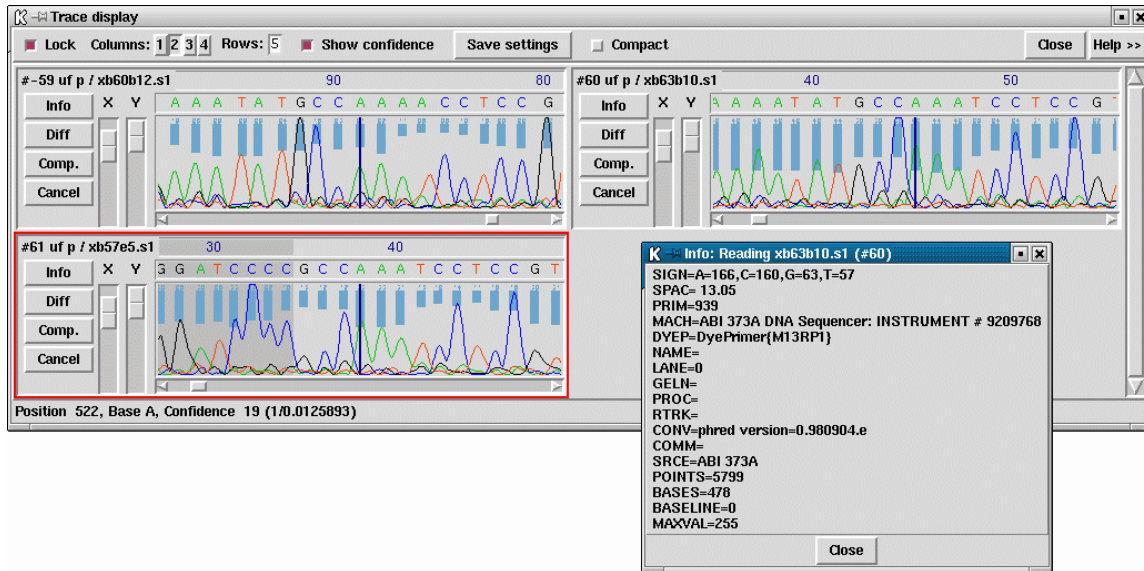 Trace display
Lock Columns: 1 2 3 4 Rows: 5 Show confidence Save settings Compact Close Help >>
#-59 uf p / xb60b12.s1 90 80
Info X Y A A A T A T G C C A A A A C C T C C G
Diff
Comp.
Cancel
#60 uf p / xb63b10.s1 40 50
Info X Y A A A A T A T G C C A A A T C C T C C G T
Diff
Comp.
Cancel
#61 uf p / xb57e5.s1 30 40
Info X Y G G A T C C C C G C C A A A T C C T C C G T
Diff
Comp.
Cancel
Position 522, Base A, Confidence 19 (1/0.0125893)
Info: Reading xb63b10.s1 (#60)
SIGN=A=166,C=160,G=63,T=57
SPAC= 13.05
PRIM=939
MACH=ABI 373A DNA Sequencer: INSTRUMENT # 9209768
DYEP=DyePrimer{M13RP1}
NAME=
LANE=0
GELN=
PROC=
RTRK=
CONV=phred version=0.980904.e
COMM=
SRCE=ABI 373A
POINTS=5799
BASES=478
BASELINE=0
MAXVAL=255
Close